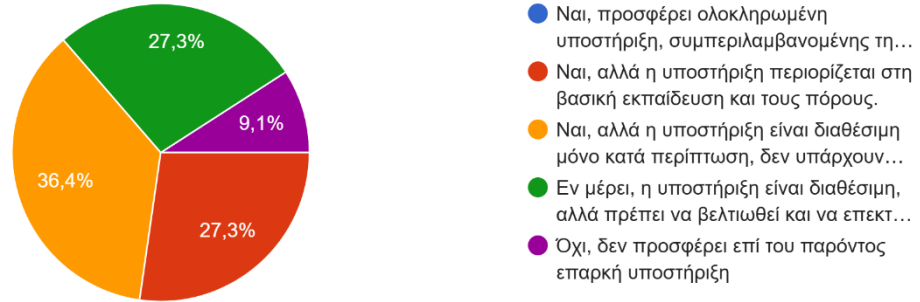 27,3%
9,1%
36,4%
27,3%
Ναι, προσφέρει ολοκληρωμένη
υποστήριξη, συμπεριλαμβανομένης τη…
Ναι, αλλά η υποστήριξη περιορίζεται στη
βασική εκπαίδευση και τους πόρους.
Ναι, αλλά η υποστήριξη είναι διαθέσιμη
μόνο κατά περίπτωση, δεν υπάρχουν…
Εν μέρει, η υποστήριξη είναι διαθέσιμη,
αλλά πρέπει να βελτιωθεί και να επεκτ…
Όχι, δεν προσφέρει επί του παρόντος
επαρκή υποστήριξη